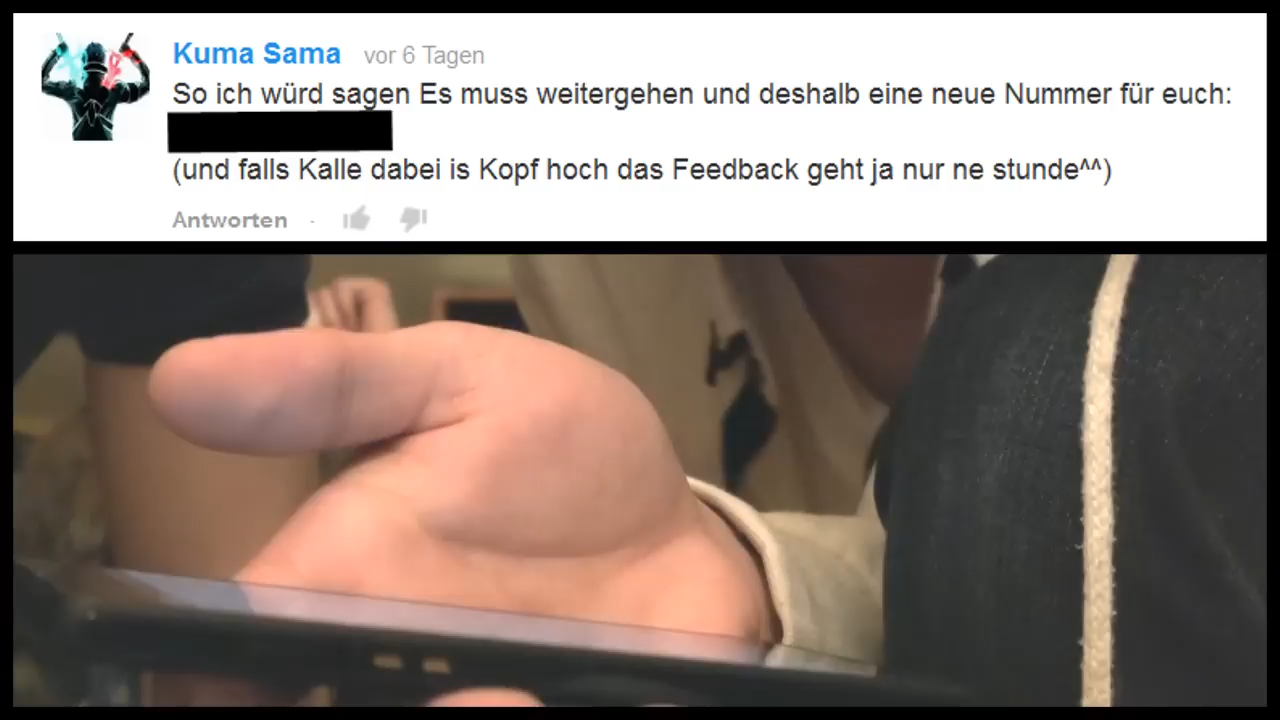 Kuma Sama vor 6 Tagen
So ich würd sagen Es muss weitergehen und deshalb eine neue Nummer für euch:
(und falls Kalle dabei is Kopf hoch das Feedback geht ja nur ne stunde^^)
Antworten ·